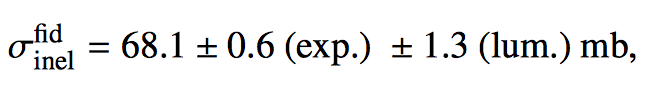 σ^fid_inel = 68.1 ± 0.6 (exp.) ± 1.3 (lum.) mb,